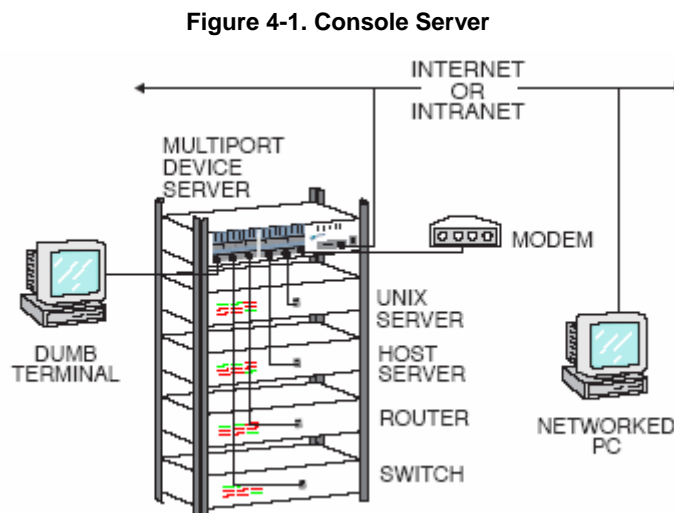 Figure 4-1. Console Server
INTERNET
OR
INTRANET
MULTIPORT
DEVICE
SERVER
MODEM
UNIX
SERVER
DUMB
TERMINAL
HOST
SERVER
ROUTER
NETWORKED
PC
SWITCH